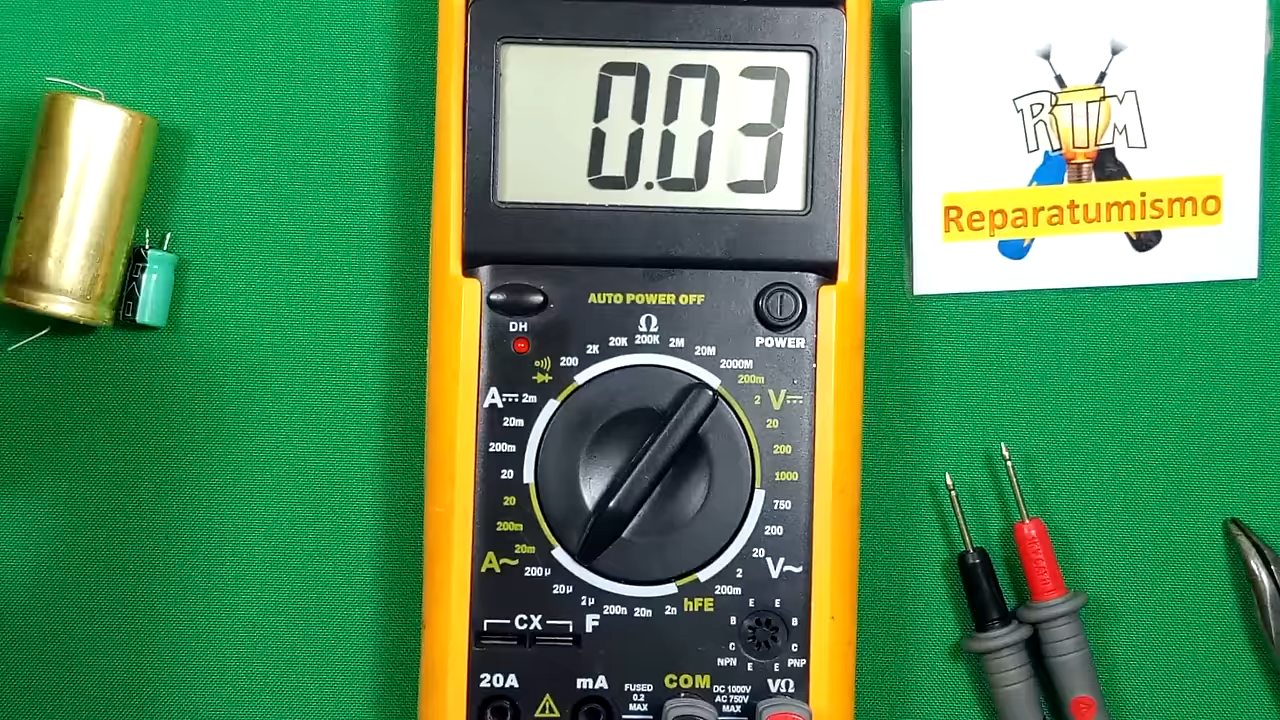 0.03
RTM
Reparatumismo
AUTO POWER OFF
DH
POWER
Ω
200 2K 20K 200K 2M 20M 2000M
A 2m
20m
200m
20
20
200m
20m
A~
200m
2 V
20
200
1000
750
200
20
2 V~
200m
200µ
20µ
2µ
200n
20n
2n
hFE
CX F
E E
B B
C C
NPN E E PNP
20A
mA
FUSED
0.2
MAX
COM
DC 1000V
AC 750V
MAX
VΩ